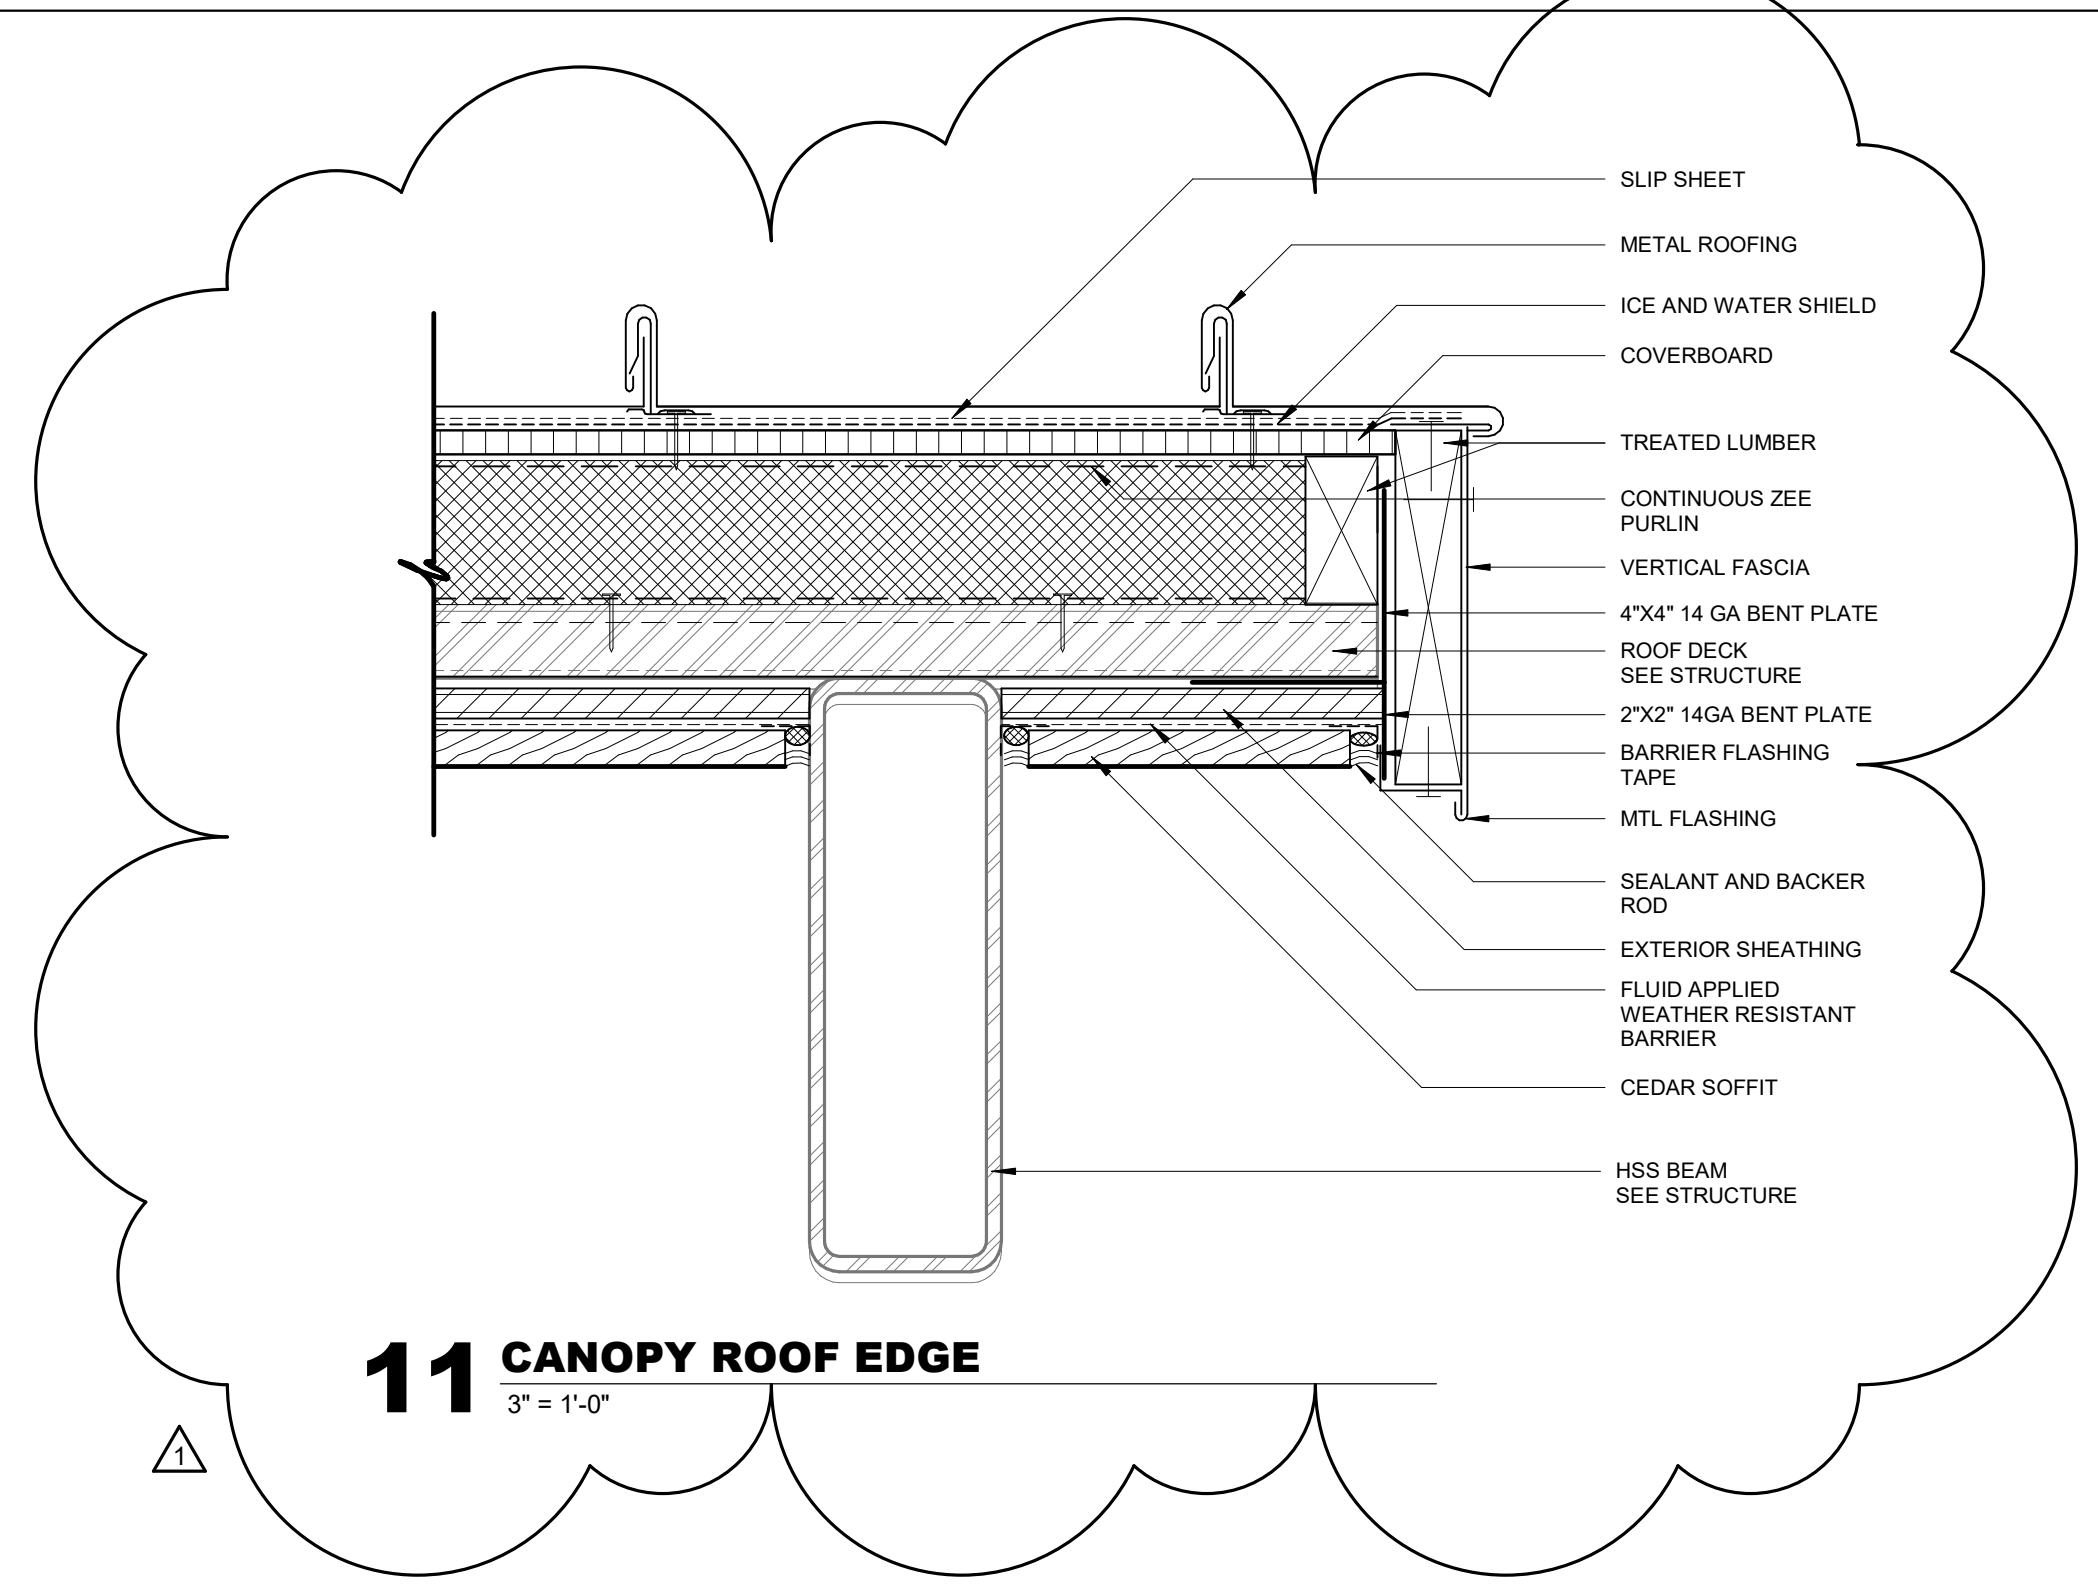 SLIP SHEET
METAL ROOFING
ICE AND WATER SHIELD
COVERBOARD
TREATED LUMBER
CONTINUOUS ZEE
PURLIN
VERTICAL FASCIA
4"X4" 14 GA BENT PLATE
ROOF DECK
SEE STRUCTURE
2"X2" 14GA BENT PLATE
BARRIER FLASHING
TAPE
MTL FLASHING
SEALANT AND BACKER
ROD
EXTERIOR SHEATHING
FLUID APPLIED
WEATHER RESISTANT
BARRIER
CEDAR SOFFIT
HSS BEAM
SEE STRUCTURE
11 CANOPY ROOF EDGE
3" = 1'-0"
1